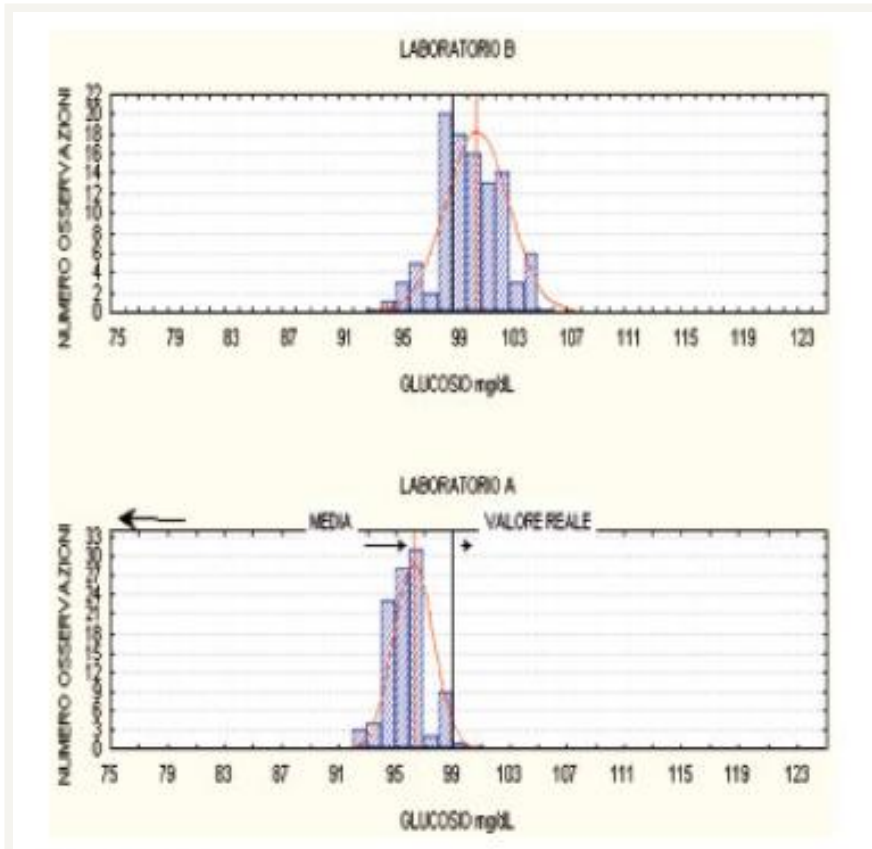 LABORATORIO B
NUMERO OSSERVAZIONI
22
20
18
16
14
12
10
8
6
4
2
0
75 79 83 87 91 95 99 103 107 111 115 119 123
GLUCOSIO mg/dL
LABORATORIO A
MEDIA VALORE REALE
NUMERO OSSERVAZIONI
33
30
24
18
12
9
6
3
0
75 79 83 87 91 95 99 103 107 111 115 119 123
GLUCOSIO mg/dL